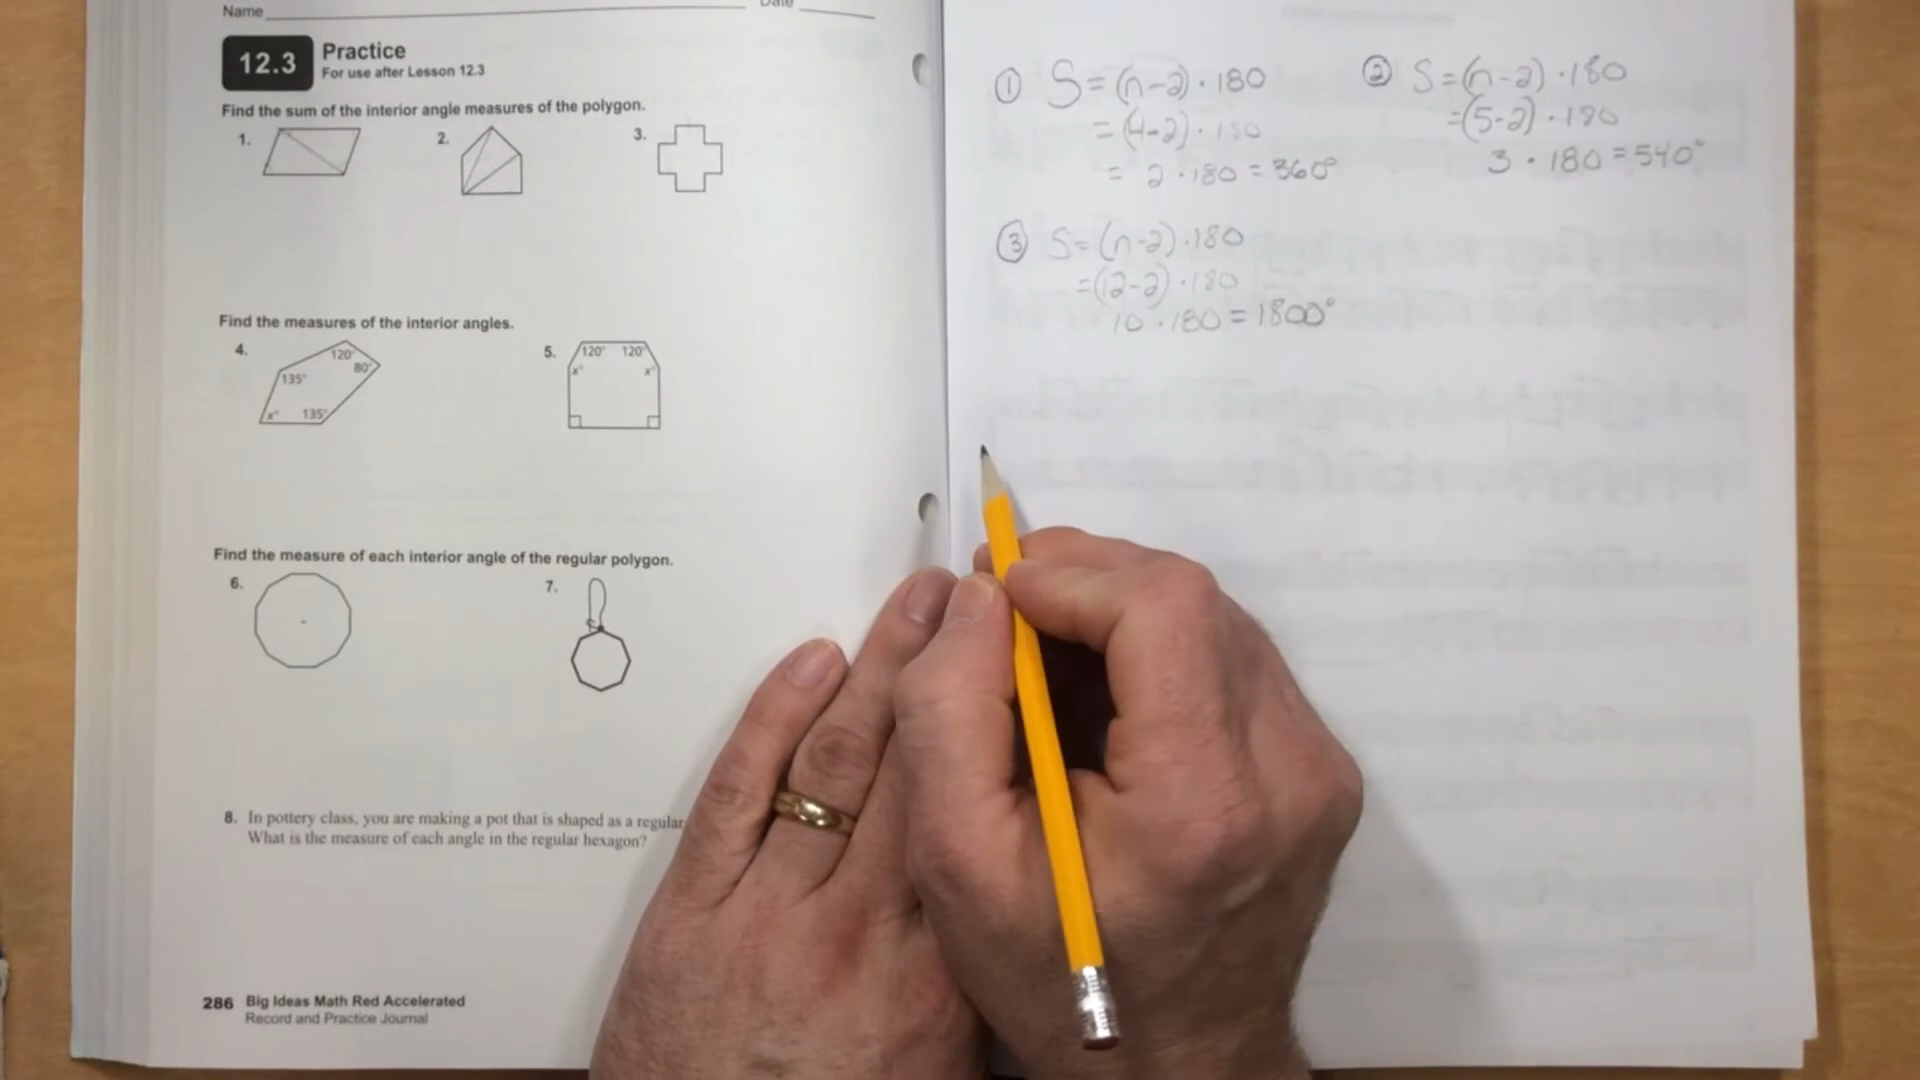 Name
Date
12.3 Practice
For use after Lesson 12.3
Find the sum of the interior angle measures of the polygon.
1. 2. 3.
Find the measures of the interior angles.
4. 120° 80° 135° x° 135°
5. 120° 120° x° x°
Find the measure of each interior angle of the regular polygon.
6. 7.
8. In pottery class, you are making a pot that is shaped as a regular
What is the measure of each angle in the regular hexagon?
286 Big Ideas Math Red Accelerated
Record and Practice Journal
① S=(n-2)·180
=(4-2)·180
= 2·180=360°
② S=(n-2)·180
=(5-2)·180
3·180=540°
③ S=(n-2)·180
=(12-2)·180
10·180=1800°